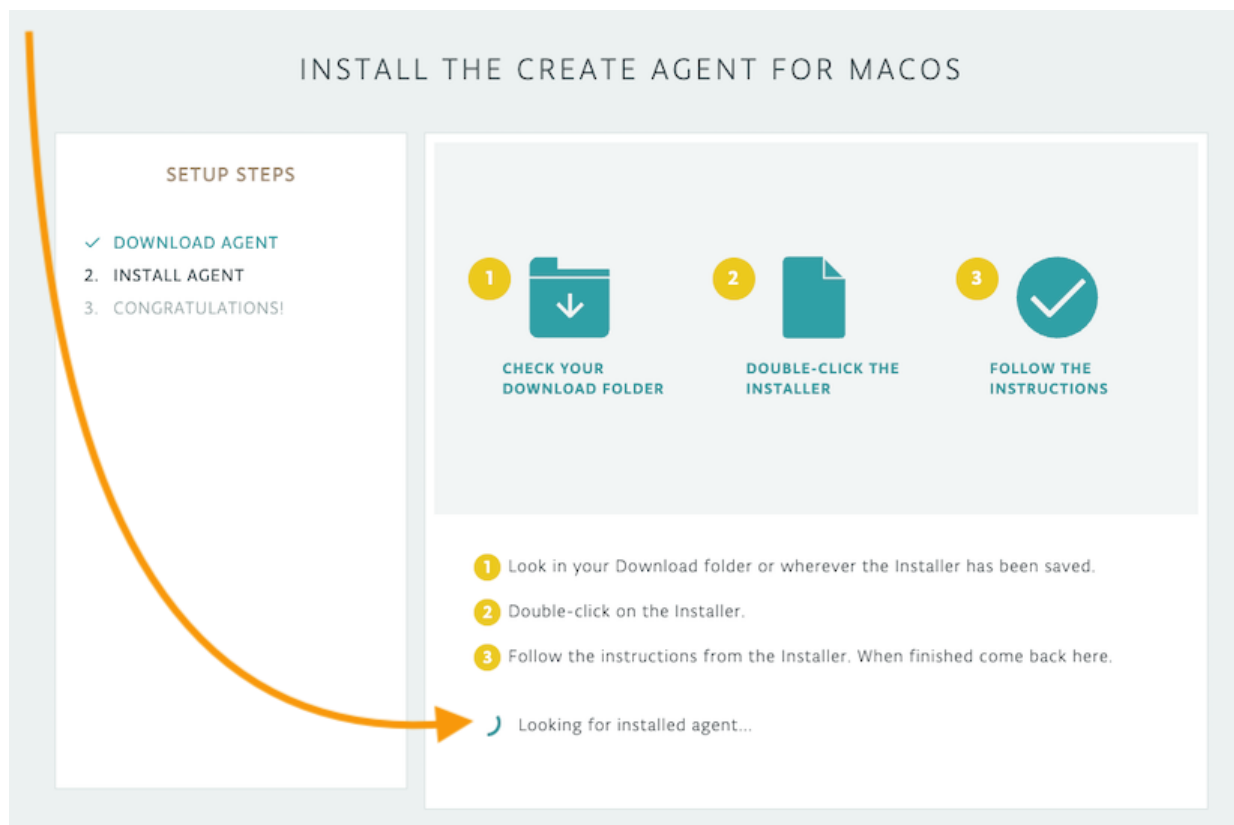 INSTALL THE CREATE AGENT FOR MACOS
SETUP STEPS
DOWNLOAD AGENT
2. INSTALL AGENT
3. CONGRATULATIONS!
1
CHECK YOUR
DOWNLOAD FOLDER
2
DOUBLE-CLICK THE
INSTALLER
3
FOLLOW THE
INSTRUCTIONS
1 Look in your Download folder or wherever the Installer has been saved.
2 Double-click on the Installer.
3 Follow the instructions from the Installer. When finished come back here.
Looking for installed agent...